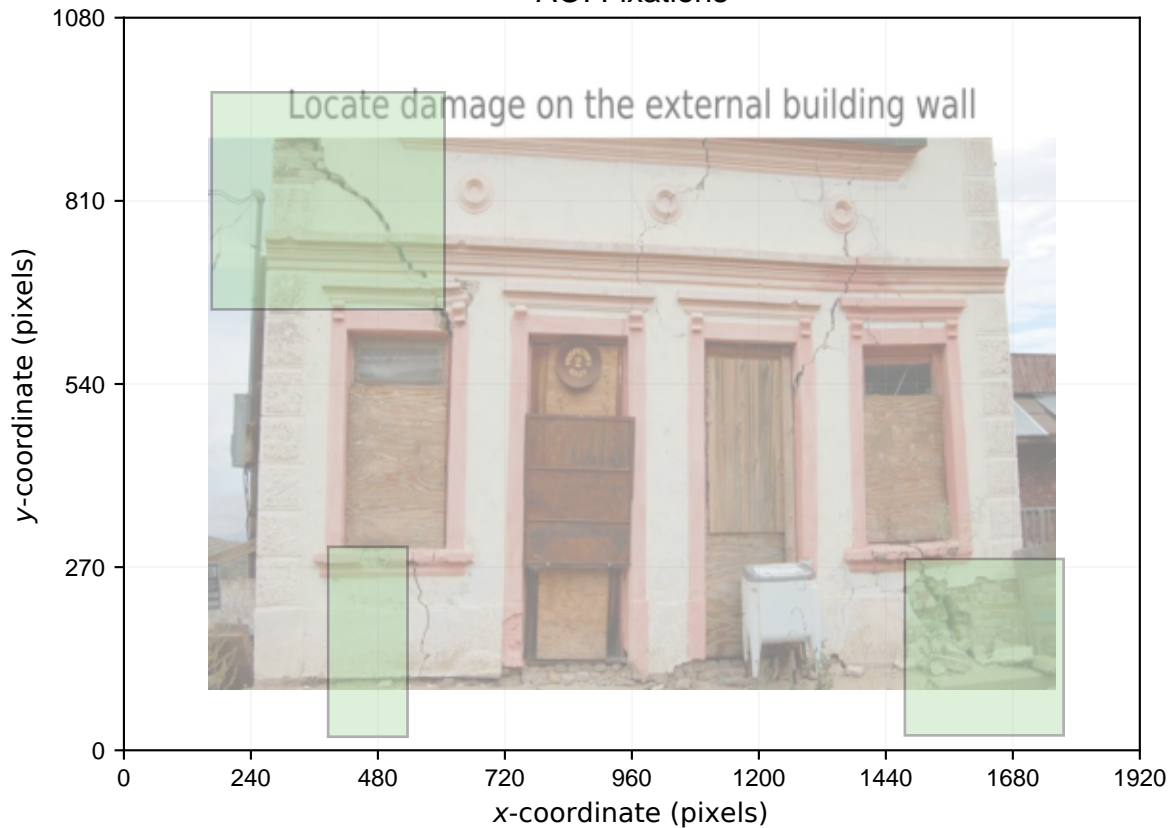 AOI Fixations
Locate damage on the external building wall
1080
810
540
270
0
0 240 480 720 960 1200 1440 1680 1920
y-coordinate (pixels)
x-coordinate (pixels)